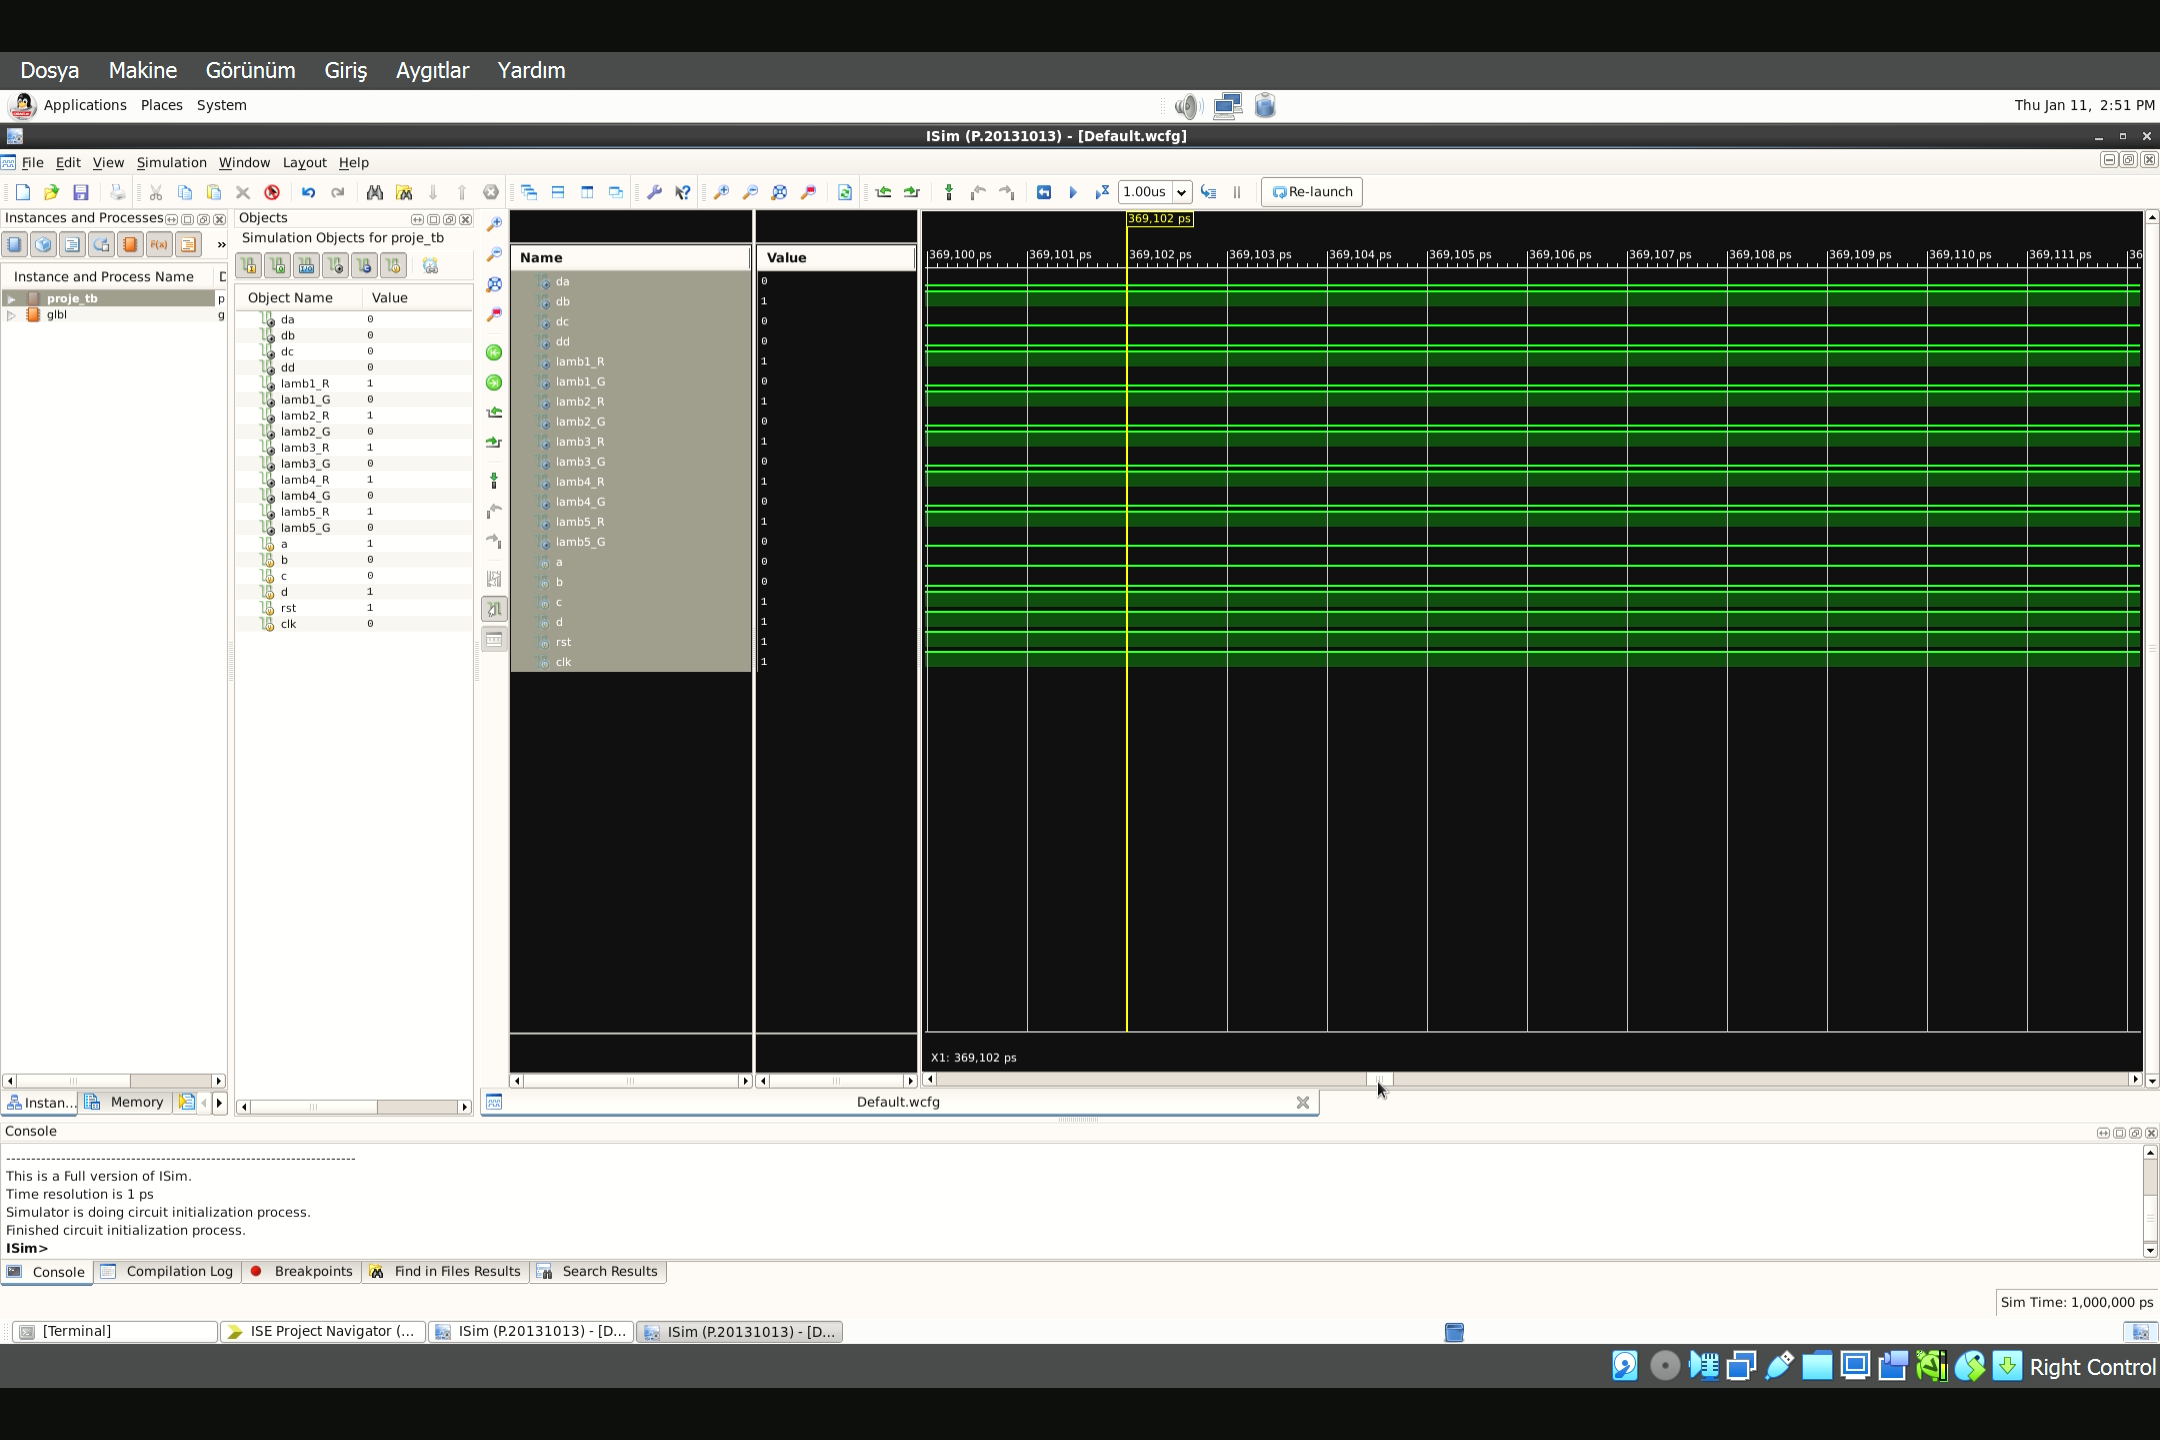 Dosya Makine Görünüm Giriş Aygıtlar Yardım
Applications Places System
Thu Jan 11, 2:51 PM
ISim (P.20131013) - [Default.wcfg]
File Edit View Simulation Window Layout Help
1.00us
Re-launch
Instances and Processes
Instance and Process Name D
proje_tb p
glbl g
Instan...
Memory
Objects
Simulation Objects for proje_tb
Object Name Value
da 0
db 0
dc 0
dd 0
lamb1_R 1
lamb1_G 0
lamb2_R 1
lamb2_G 0
lamb3_R 1
lamb3_G 0
lamb4_R 1
lamb4_G 0
lamb5_R 1
lamb5_G 0
a 1
b 0
c 0
d 1
rst 1
clk 0
Name Value
da 0
db 1
dc 0
dd 0
lamb1_R 1
lamb1_G 0
lamb2_R 1
lamb2_G 0
lamb3_R 1
lamb3_G 0
lamb4_R 1
lamb4_G 0
lamb5_R 1
lamb5_G 0
a 0
b 0
c 1
d 1
rst 1
clk 1
369,102 ps
369,100 ps 369,101 ps 369,102 ps 369,103 ps 369,104 ps 369,105 ps 369,106 ps 369,107 ps 369,108 ps 369,109 ps 369,110 ps 369,111 ps 36
X1: 369,102 ps
Default.wcfg
Console
--------------------------------------------------------------------
This is a Full version of ISim.
Time resolution is 1 ps
Simulator is doing circuit initialization process.
Finished circuit initialization process.
ISim>
Console Compilation Log Breakpoints Find in Files Results Search Results
Sim Time: 1,000,000 ps
[Terminal] ISE Project Navigator (... ISim (P.20131013) - [D... ISim (P.20131013) - [D...
Right Control